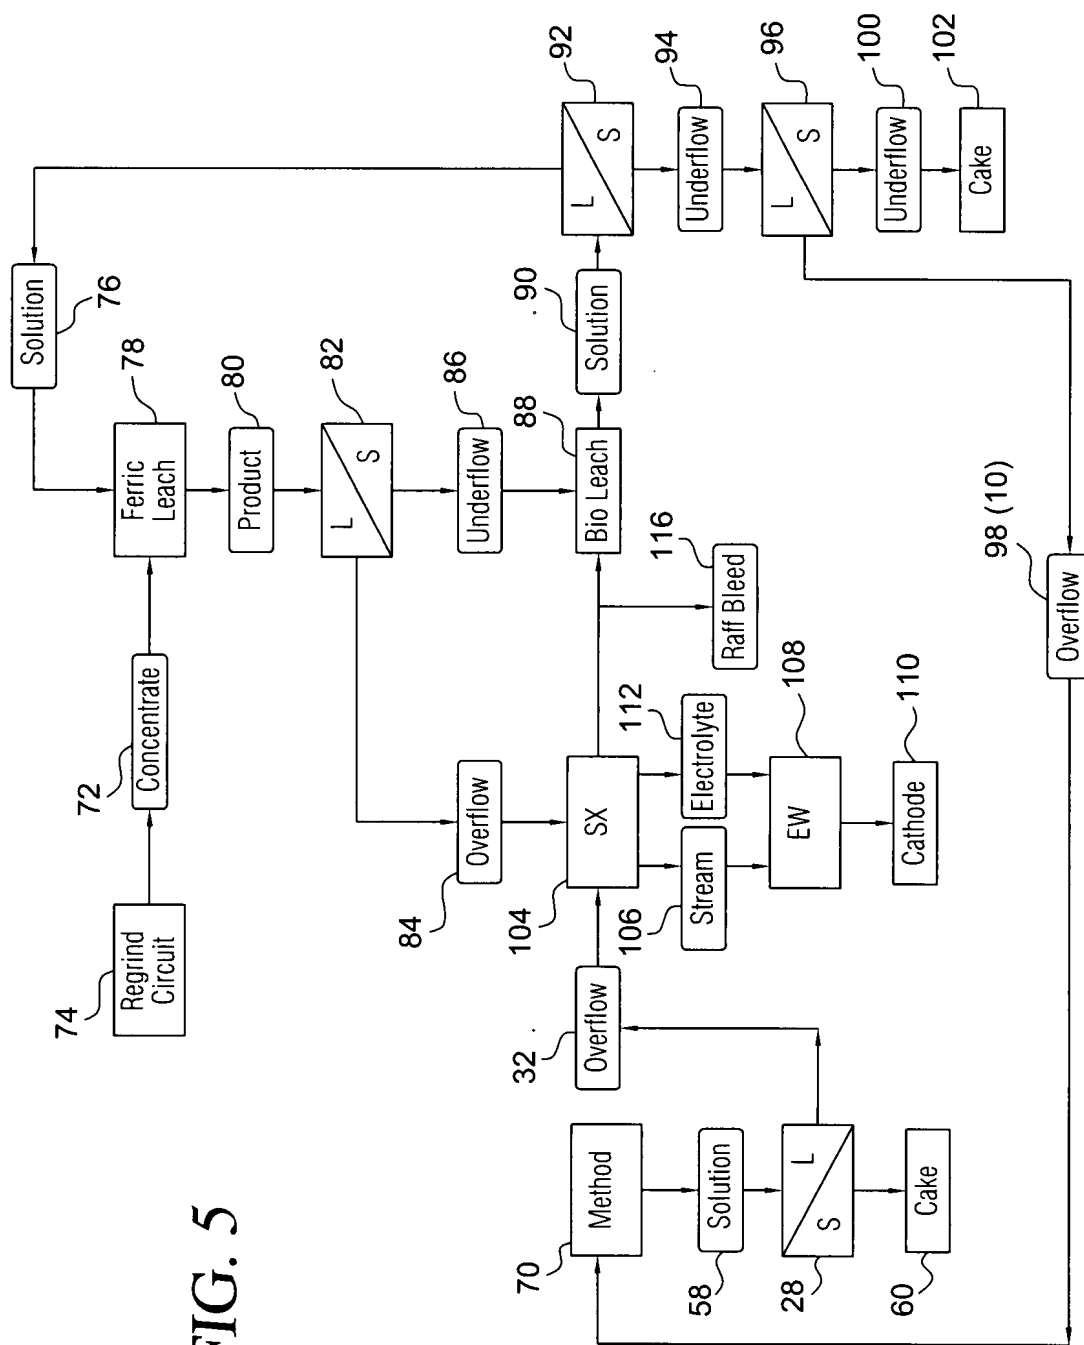 Solution
76
74
72
78
Regrind
Circuit
Concentrate
Ferric
Leach
FIG. 5
80
Product
82
L
S
84
86
Overflow
Underflow
104
88
70
32
90
92
Method
Overflow
SX
Bio Leach
Solution
L
S
58
106
112
116
94
Solution
Stream
Electrolyte
Raff Bleed
Underflow
28
108
96
S
L
EW
L
S
60
110
100
Cake
Cathode
Underflow
102
Cake
98 (10)
Overflow